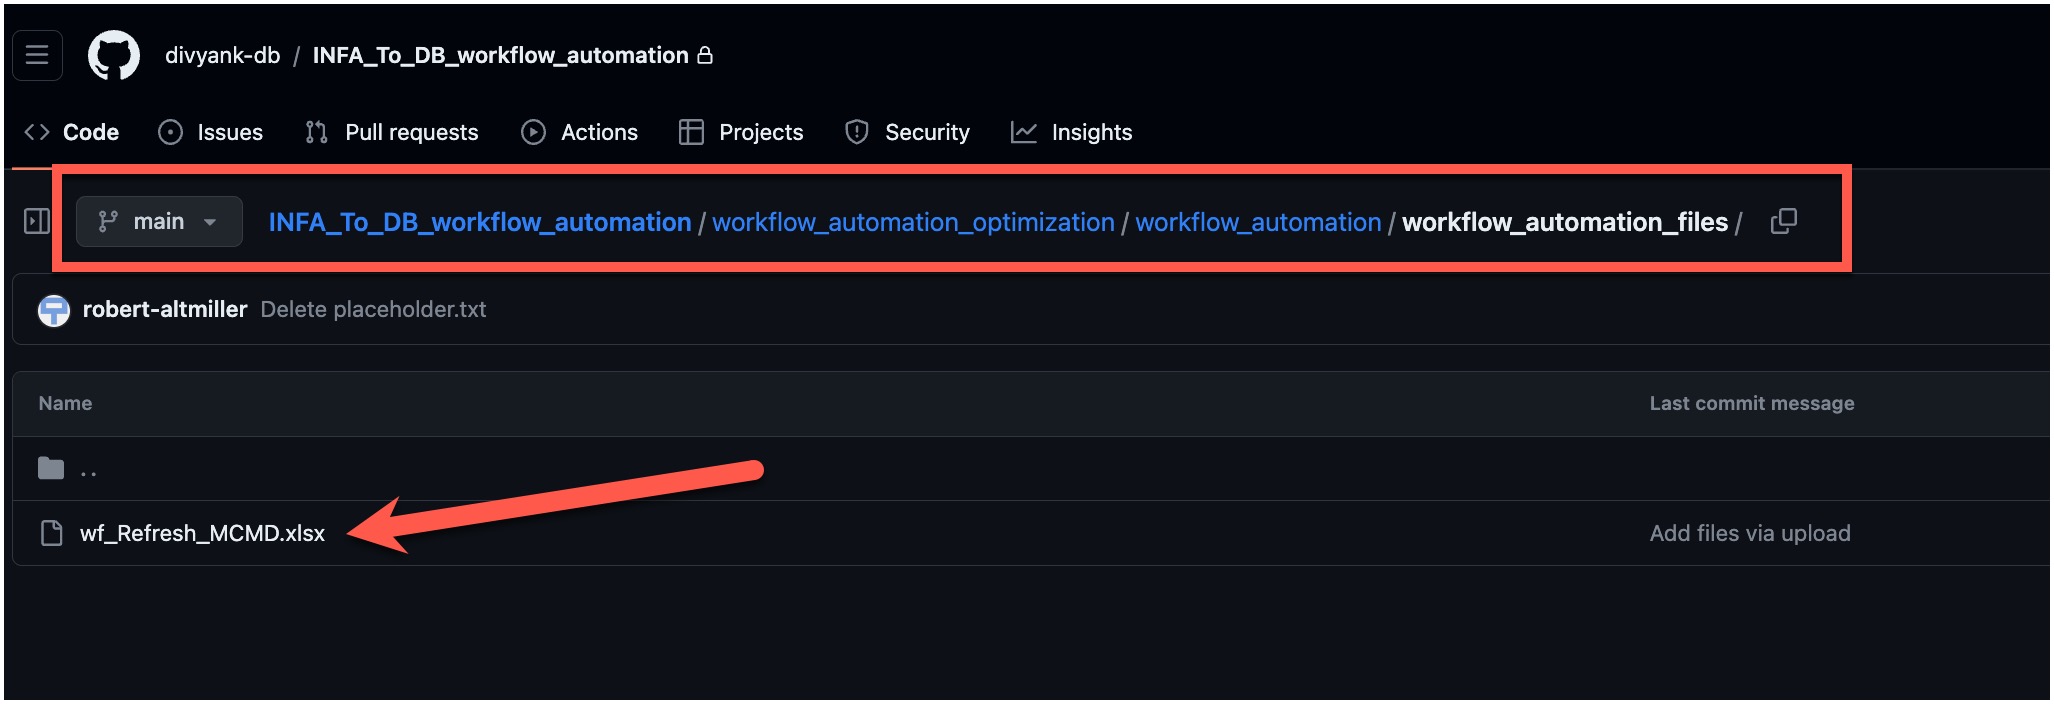 divyank-db / INFA_To_DB_workflow_automation
Code Issues Pull requests Actions Projects Security Insights
main INFA_To_DB_workflow_automation / workflow_automation_optimization / workflow_automation / workflow_automation_files /
robert-altmiller Delete placeholder.txt
Name Last commit message
..
wf_Refresh_MCMD.xlsx Add files via upload